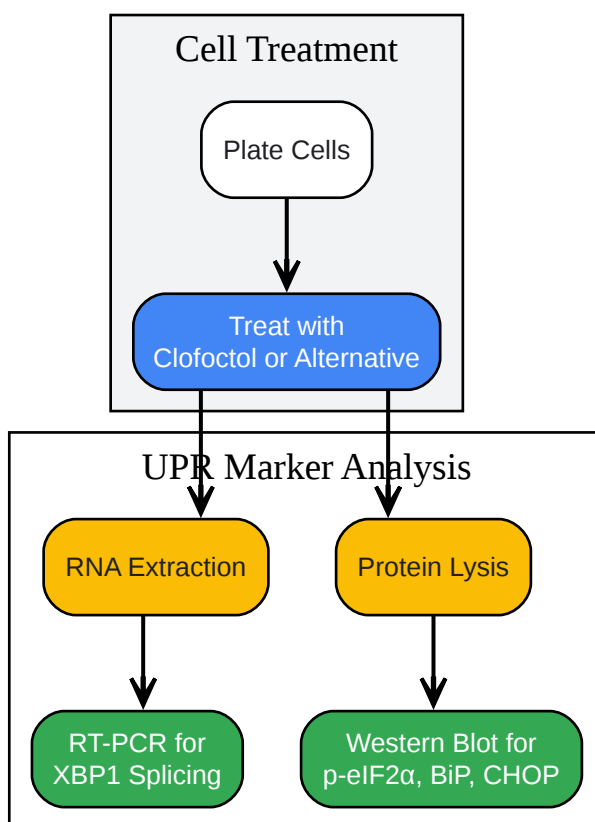 Cell Treatment
Plate Cells
Treat with
Clofoctol or Alternative
UPR Marker Analysis
RNA Extraction
Protein Lysis
RT-PCR for
XBP1 Splicing
Western Blot for
p-eIF2α, BiP, CHOP